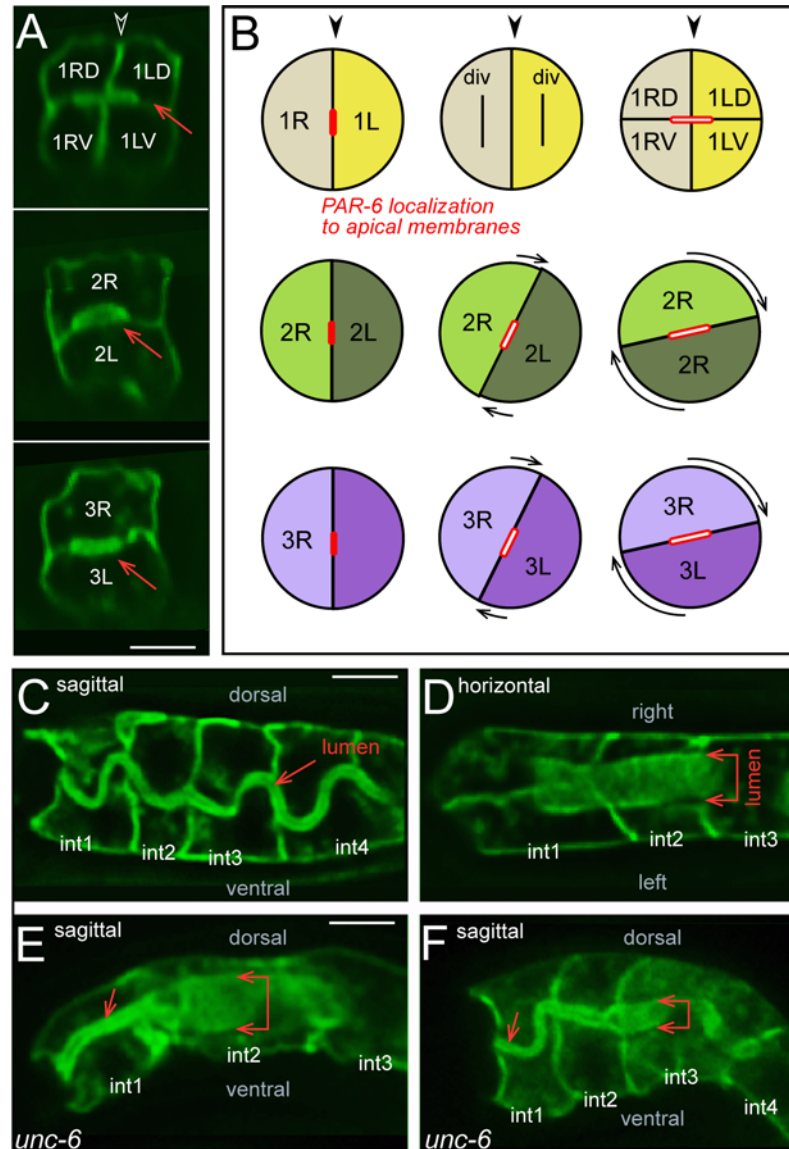 A
1RD 1LD
1RV 1LV
2R
2L
3R
3L
B
1R 1L
div div
1RD 1LD
1RV 1LV
PAR-6 localization
to apical membranes
2R 2L
2R
2L
2R
2R
3R
3R
3L
3R
3L
C sagittal
dorsal
lumen
int1 int2 int3 int4
ventral
D horizontal
right
lumen
int1 int2 int3
left
E sagittal
dorsal
int2
int3
int1
ventral
unc-6
F sagittal
dorsal
int3
int2
int1
int4
ventral
unc-6